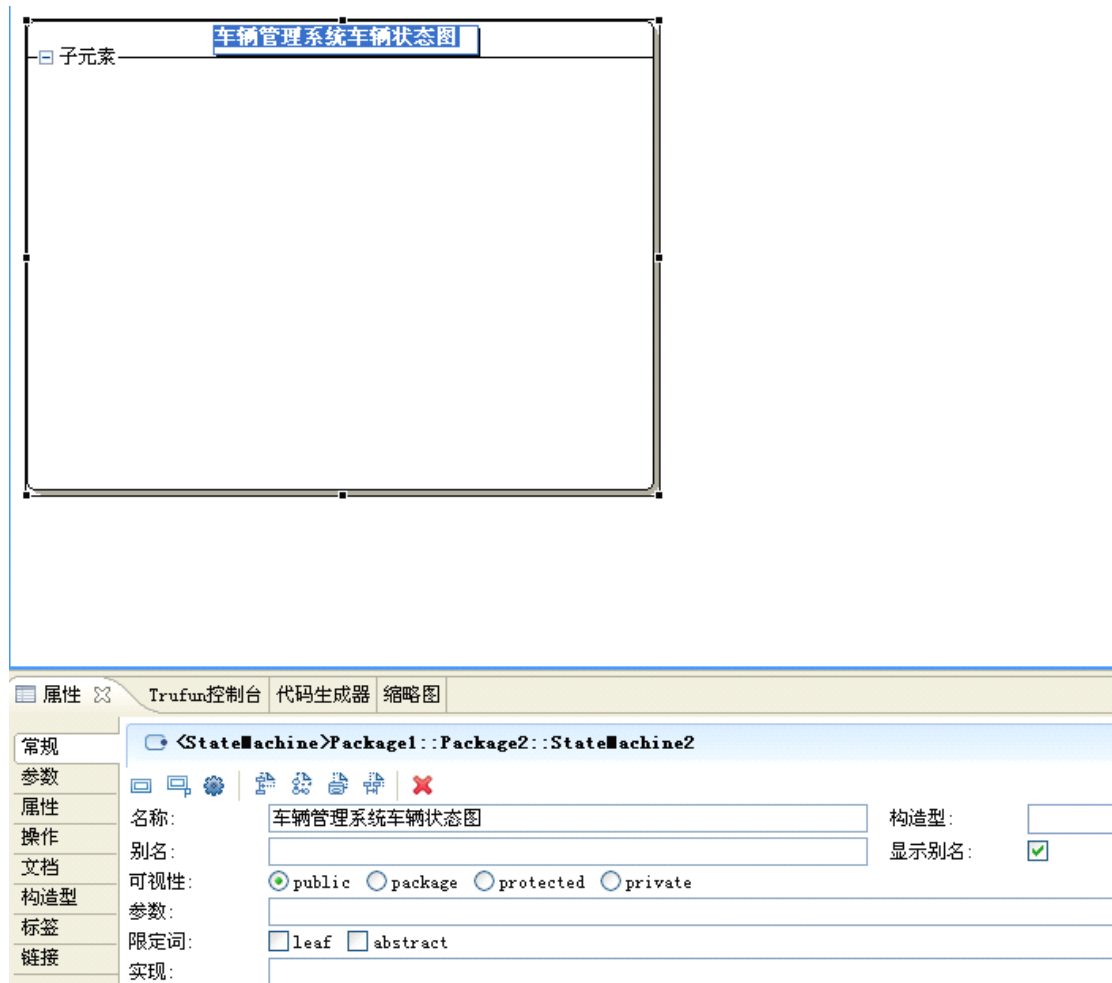 车辆管理系统车辆状态图
子元素
属性 Trufun控制台 代码生成器 缩略图
常规 <StateMachine>Package1::Package2::StateMachine2
参数
属性 名称: 车辆管理系统车辆状态图 构造型:
操作 别名: 显示别名:
文档 可视性: public package protected private
构造型 参数:
标签 限定词: leaf abstract
链接 实现: